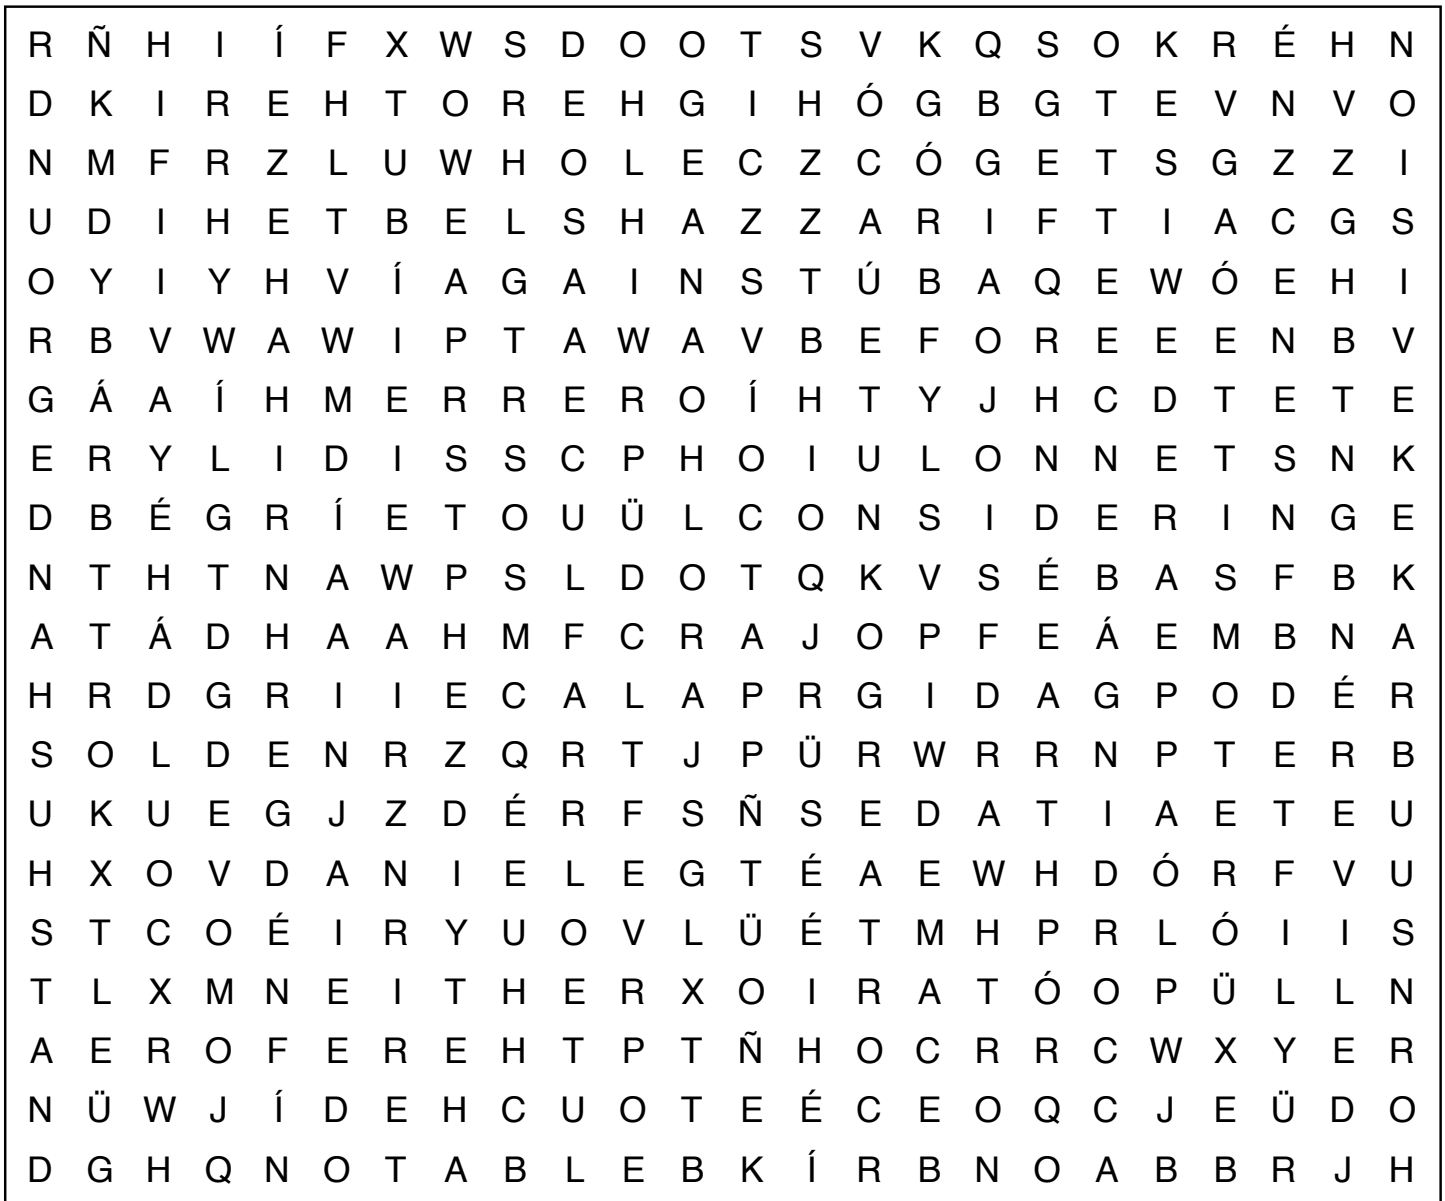 R Ñ H I Í F X W S D O O T S V K Q S O K R É H N
D K I R E H T O R E H G I H Ó G B G T E V N V O
N M F R Z L U W H O L E C Z C Ó G E T S G Z Z I
U D I H E T B E L S H A Z Z A R I F T I A C G S
O Y I Y H V Í A G A I N S T Ú B A Q E W Ó E H I
R B V W A W I P T A W A V B E F O R E E E N B V
G Á A Í H M E R R E R O Í H T Y J H C D T E T E
E R Y L I D I S S C P H O I U L O N N E T S N K
D B É G R Í E T O U Ü L C O N S I D E R I N G E
N T H T N A W P S L D O T Q K V S É B A S F B K
A T Á D H A A H M F C R A J O P F E Á E M B N A
H R D G R I I E C A L A P R G I D A G P O D É R
S O L D E N R Z Q R T J P Ü R W R R N P T E R B
U K U E G J Z D É R F S Ñ S E D A T I A E T E U
H X O V D A N I E L E G T É A E W H D Ó R F V U
S T C O É I R Y U O V L Ü É T M H P R L Ó I I S
T L X M N E I T H E R X O I R A T Ó O P Ü L L N
A E R O F E R E H T P T Ñ H O C R R C W X Y E R
N Ü W J Í D E H C U O T E É C E O Q C J E Ü D O
D G H Q N O T A B L E B K Í R B N O A B B R J H